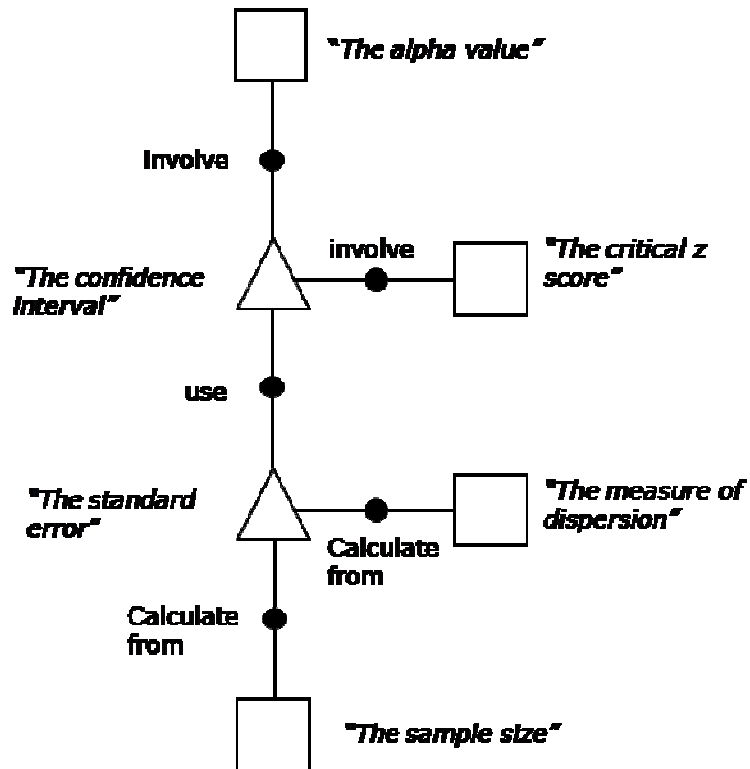 "The alpha value"
Involve
"The confidence
Interval"
involve
"The critical z
score"
use
"The standard
error"
"The measure of
dispersion"
Calculate
from
Calculate
from
"The sample size"